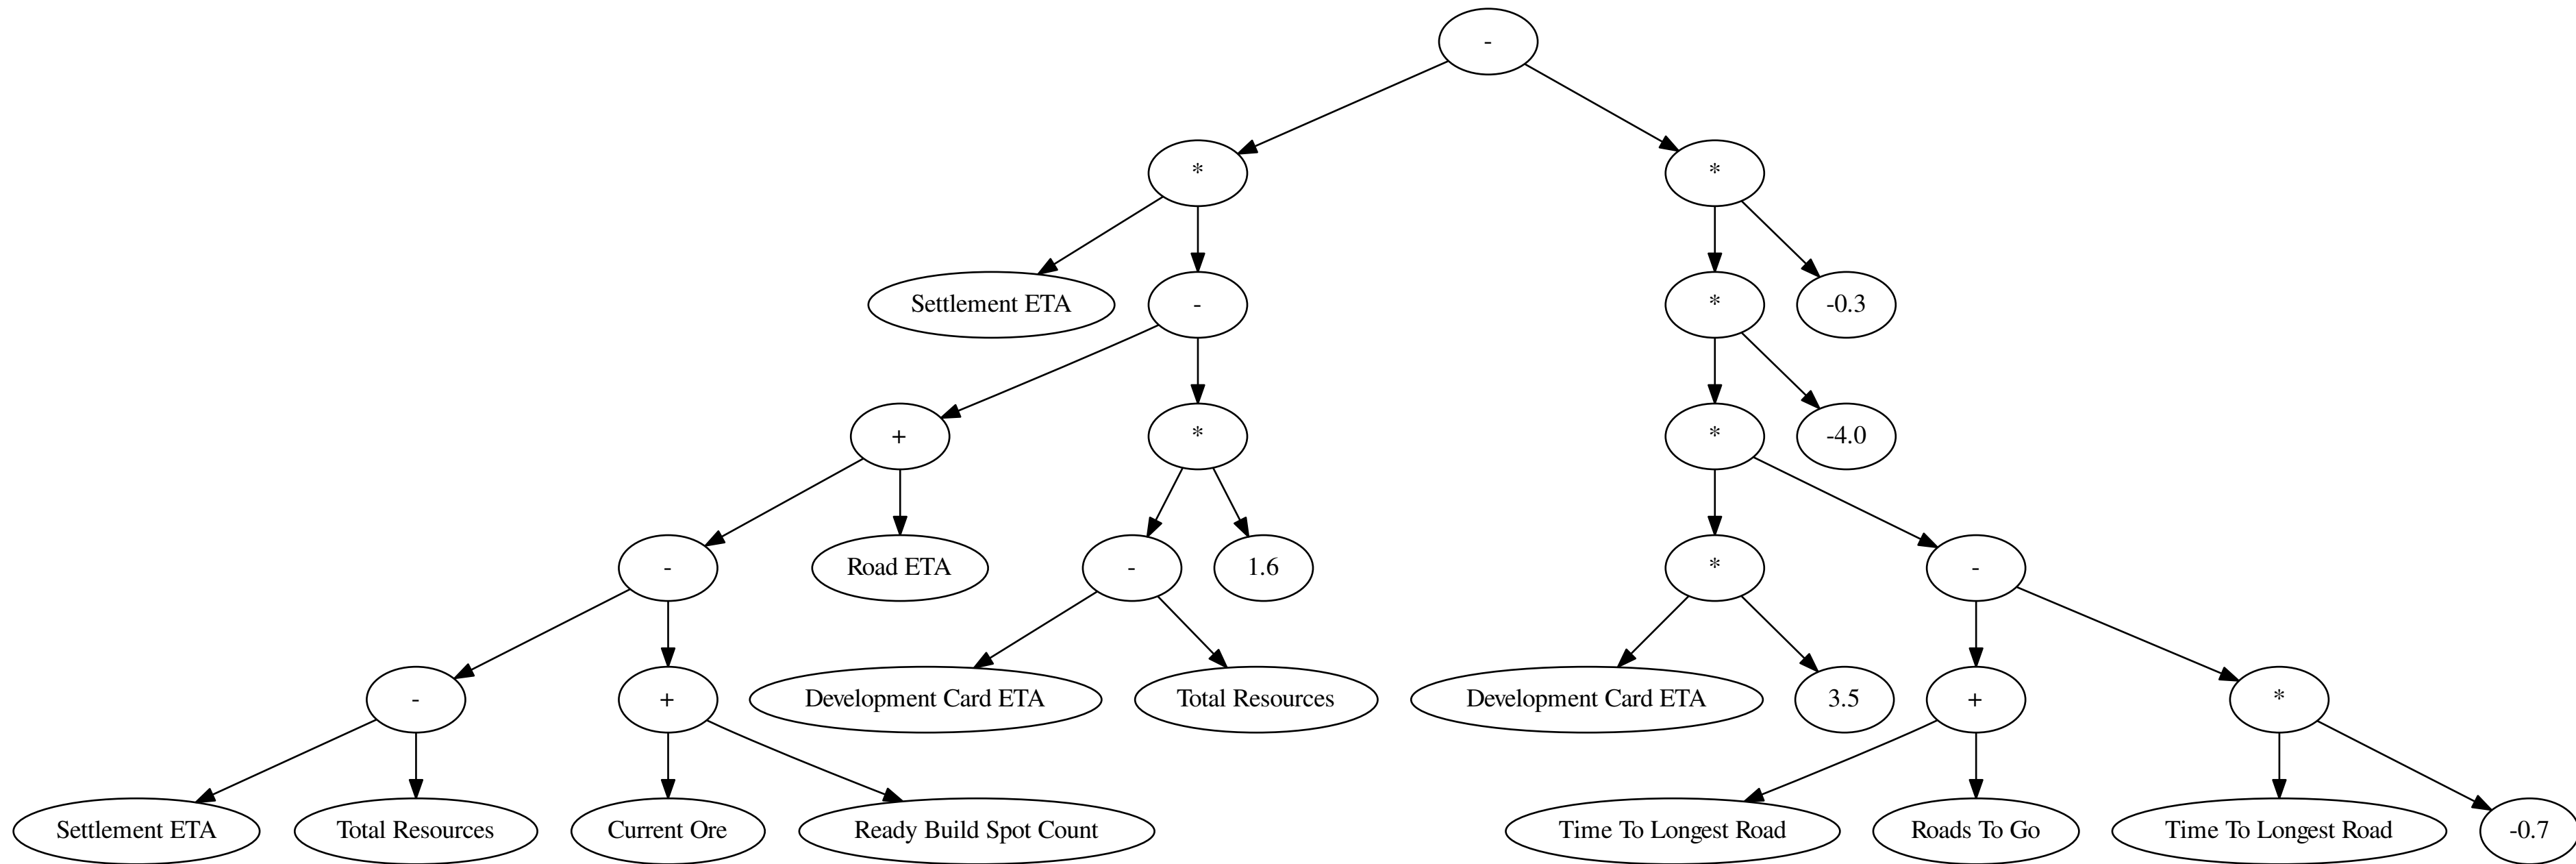 -
* *
Settlement ETA - * -0.3
+ * * -4.0
- Road ETA - 1.6 * -
- + Development Card ETA Total Resources Development Card ETA 3.5 + *
Settlement ETA Total Resources Current Ore Ready Build Spot Count Time To Longest Road Roads To Go Time To Longest Road -0.7